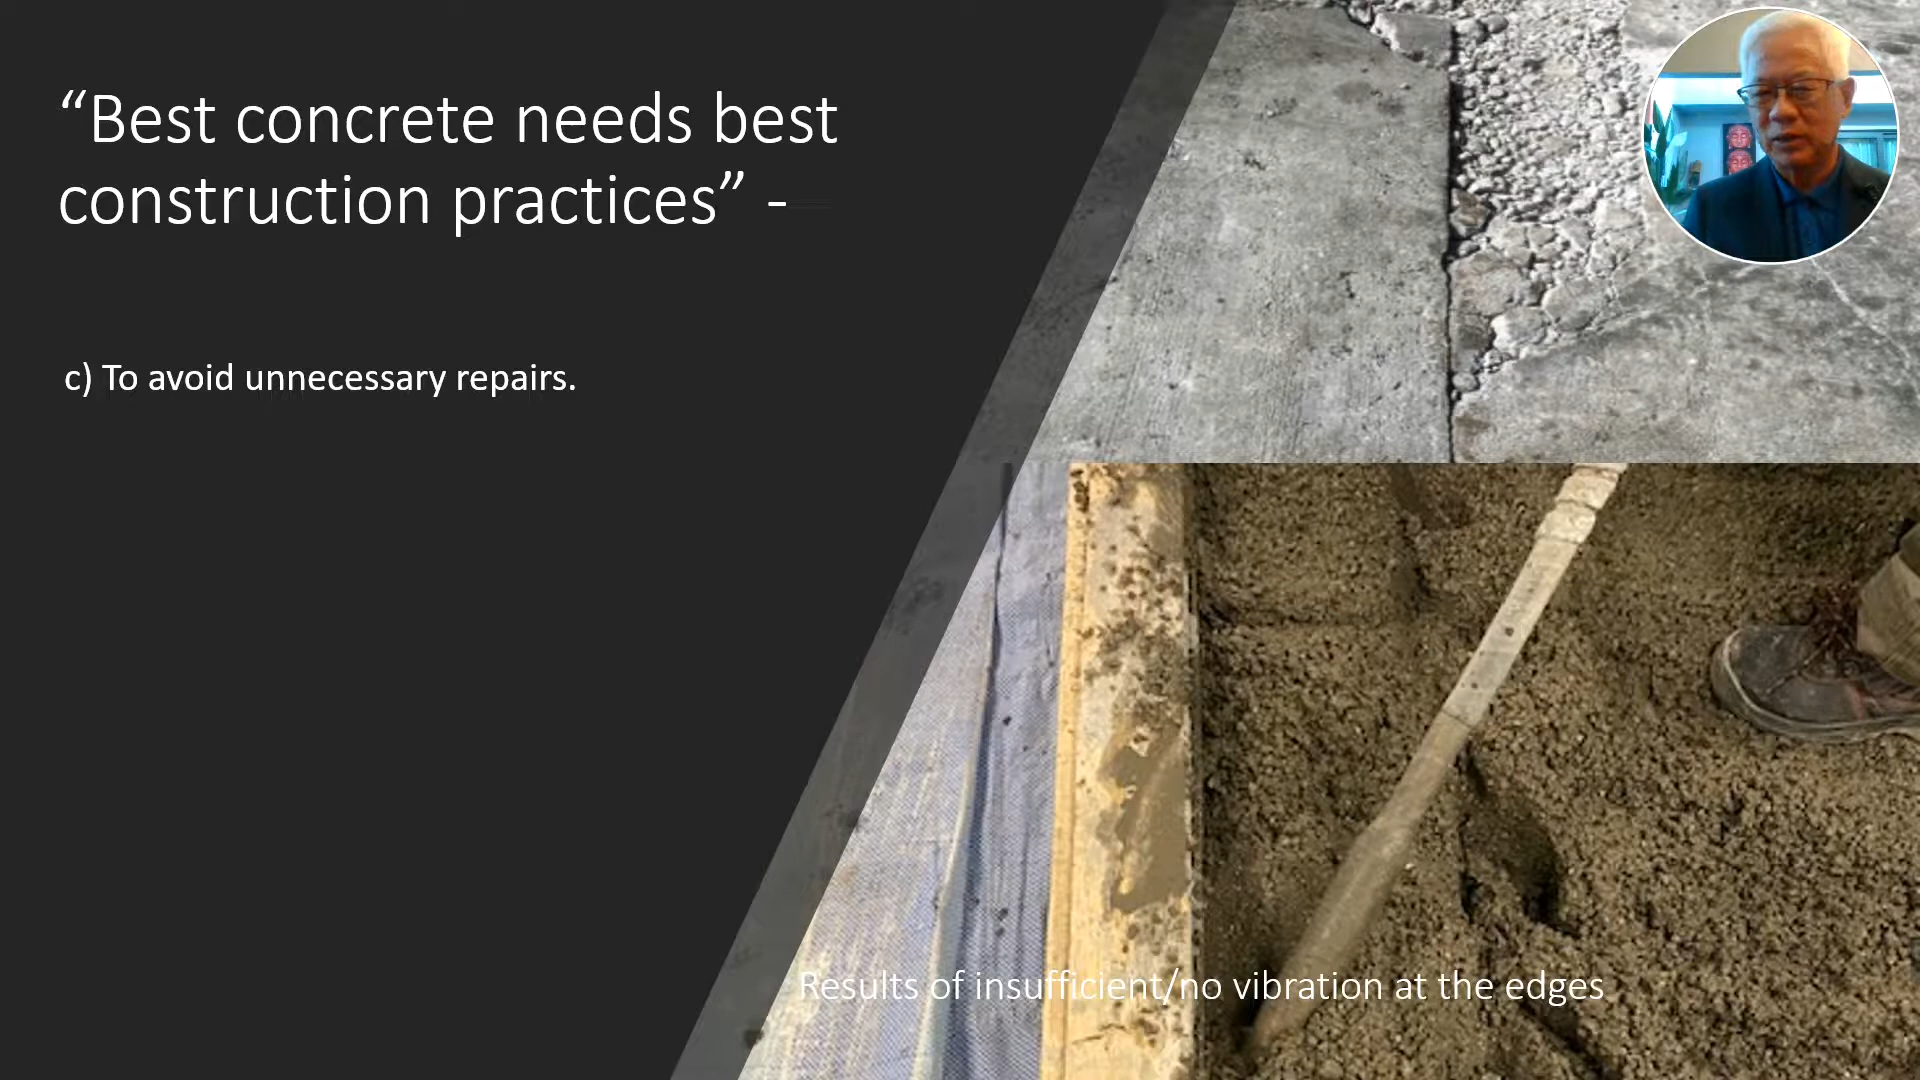 “Best concrete needs best
construction practices” -
c) To avoid unnecessary repairs.
Results of insufficient/no vibration at the edges